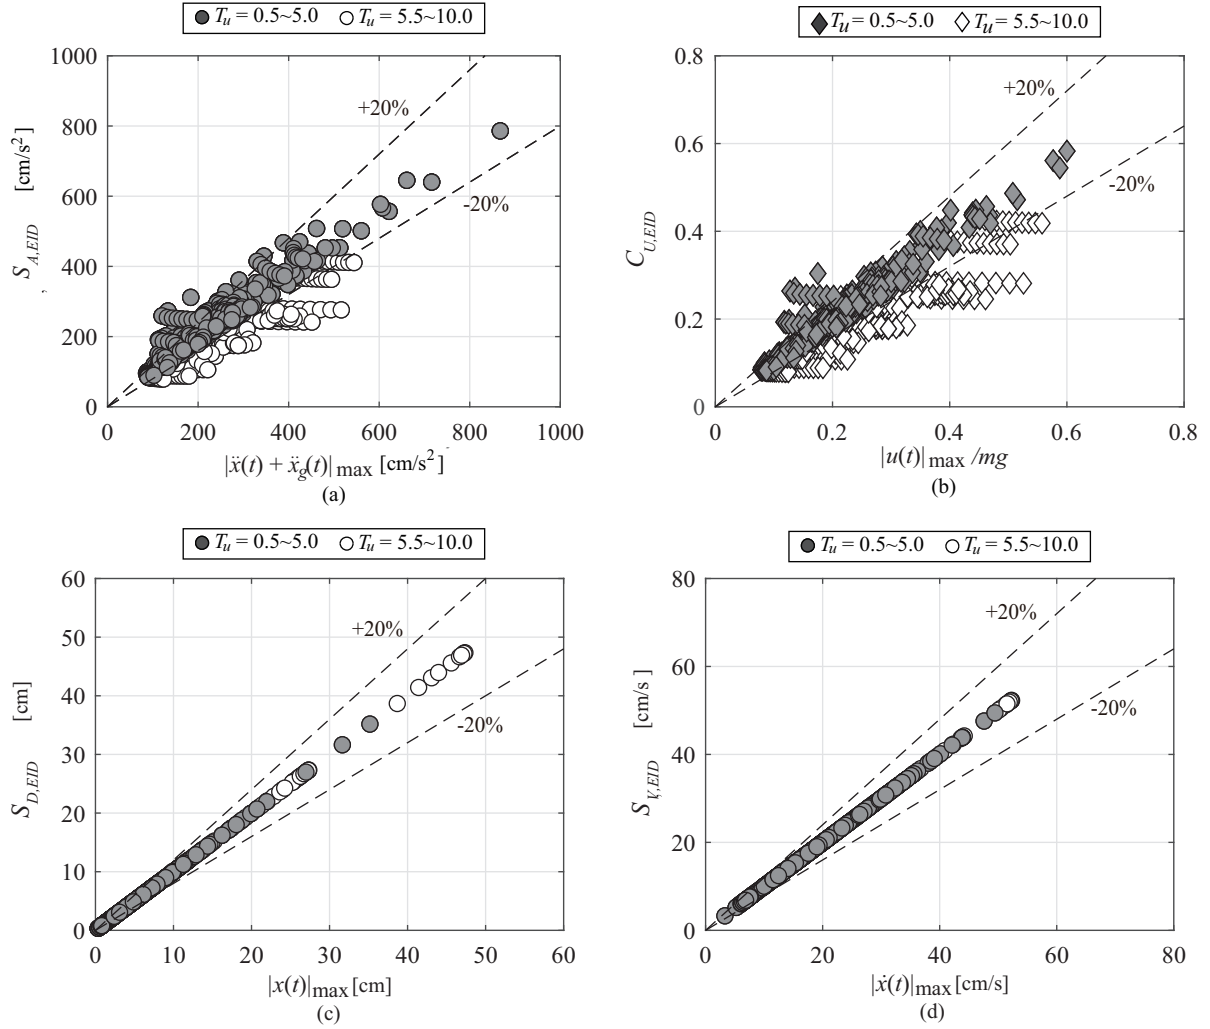 T_u = 0.5~5.0 T_u = 5.5~10.0
1000
800
600
400
200
0
, S_A,EID [cm/s²]
+20%
-20%
0 200 400 600 800 1000
|ẍ(t) + ẍ_g(t)|max [cm/s²]
(a)
T_u = 0.5~5.0 T_u = 5.5~10.0
0.8
0.6
0.4
0.2
0
C_U,EID
+20%
-20%
0 0.2 0.4 0.6 0.8
|u(t)|max /mg
(b)
T_u = 0.5~5.0 T_u = 5.5~10.0
60
50
40
30
20
10
0
S_D,EID [cm]
+20%
-20%
0 10 20 30 40 50 60
|x(t)|max [cm]
(c)
T_u = 0.5~5.0 T_u = 5.5~10.0
80
60
40
20
0
S_V,EID [cm/s]
+20%
-20%
0 20 40 60 80
|ẋ(t)|max [cm/s]
(d)